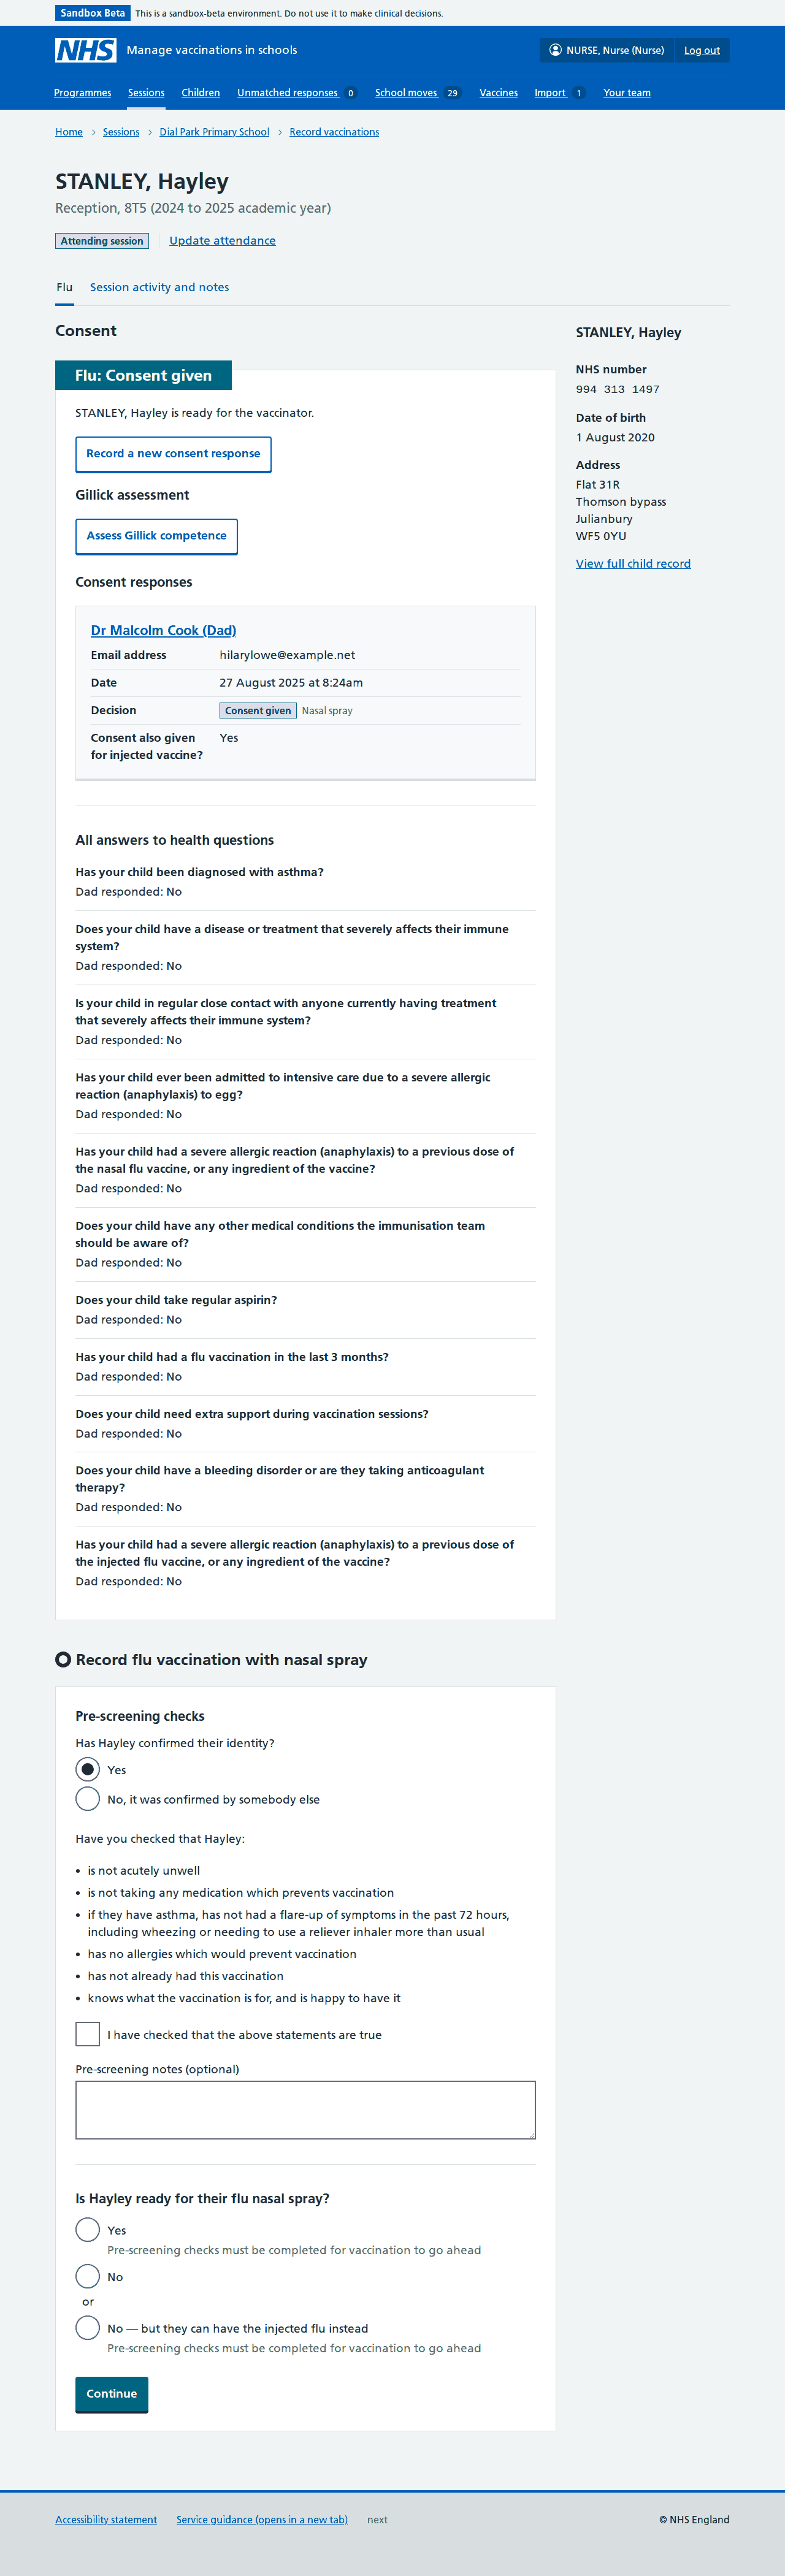 Sandbox Beta This is a sandbox-beta environment. Do not use it to make clinical decisions.
NHS Manage vaccinations in schools NURSE, Nurse (Nurse) Log out
Programmes Sessions Children Unmatched responses 0 School moves 29 Vaccines Import 1 Your team
Home Sessions Dial Park Primary School Record vaccinations
STANLEY, Hayley
Reception, 8T5 (2024 to 2025 academic year)
Attending session Update attendance
Flu Session activity and notes
Consent
Flu: Consent given
STANLEY, Hayley is ready for the vaccinator.
Record a new consent response
Gillick assessment
Assess Gillick competence
Consent responses
Dr Malcolm Cook (Dad)
Email address hilarylowe@example.net
Date 27 August 2025 at 8:24am
Decision Consent given Nasal spray
Consent also given Yes
for injected vaccine?
All answers to health questions
Has your child been diagnosed with asthma?
Dad responded: No
Does your child have a disease or treatment that severely affects their immune
system?
Dad responded: No
Is your child in regular close contact with anyone currently having treatment
that severely affects their immune system?
Dad responded: No
Has your child ever been admitted to intensive care due to a severe allergic
reaction (anaphylaxis) to egg?
Dad responded: No
Has your child had a severe allergic reaction (anaphylaxis) to a previous dose of
the nasal flu vaccine, or any ingredient of the vaccine?
Dad responded: No
Does your child have any other medical conditions the immunisation team
should be aware of?
Dad responded: No
Does your child take regular aspirin?
Dad responded: No
Has your child had a flu vaccination in the last 3 months?
Dad responded: No
Does your child need extra support during vaccination sessions?
Dad responded: No
Does your child have a bleeding disorder or are they taking anticoagulant
therapy?
Dad responded: No
Has your child had a severe allergic reaction (anaphylaxis) to a previous dose of
the injected flu vaccine, or any ingredient of the vaccine?
Dad responded: No
STANLEY, Hayley
NHS number
994 313 1497
Date of birth
1 August 2020
Address
Flat 31R
Thomson bypass
Julianbury
WF5 0YU
View full child record
Record flu vaccination with nasal spray
Pre-screening checks
Has Hayley confirmed their identity?
Yes
No, it was confirmed by somebody else
Have you checked that Hayley:
• is not acutely unwell
• is not taking any medication which prevents vaccination
• if they have asthma, has not had a flare-up of symptoms in the past 72 hours,
including wheezing or needing to use a reliever inhaler more than usual
• has no allergies which would prevent vaccination
• has not already had this vaccination
• knows what the vaccination is for, and is happy to have it
I have checked that the above statements are true
Pre-screening notes (optional)
Is Hayley ready for their flu nasal spray?
Yes
Pre-screening checks must be completed for vaccination to go ahead
No
or
No — but they can have the injected flu instead
Pre-screening checks must be completed for vaccination to go ahead
Continue
Accessibility statement Service guidance (opens in a new tab) next © NHS England